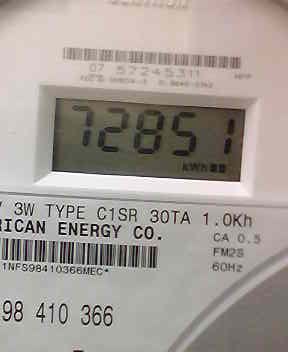 07 57245311
72851
kWh
3W TYPE C1SR 30TA 1.0Kh
RICAN ENERGY CO.
CA 0.5
FM2S
1NFS98410366MEC*
60Hz
98 410 366